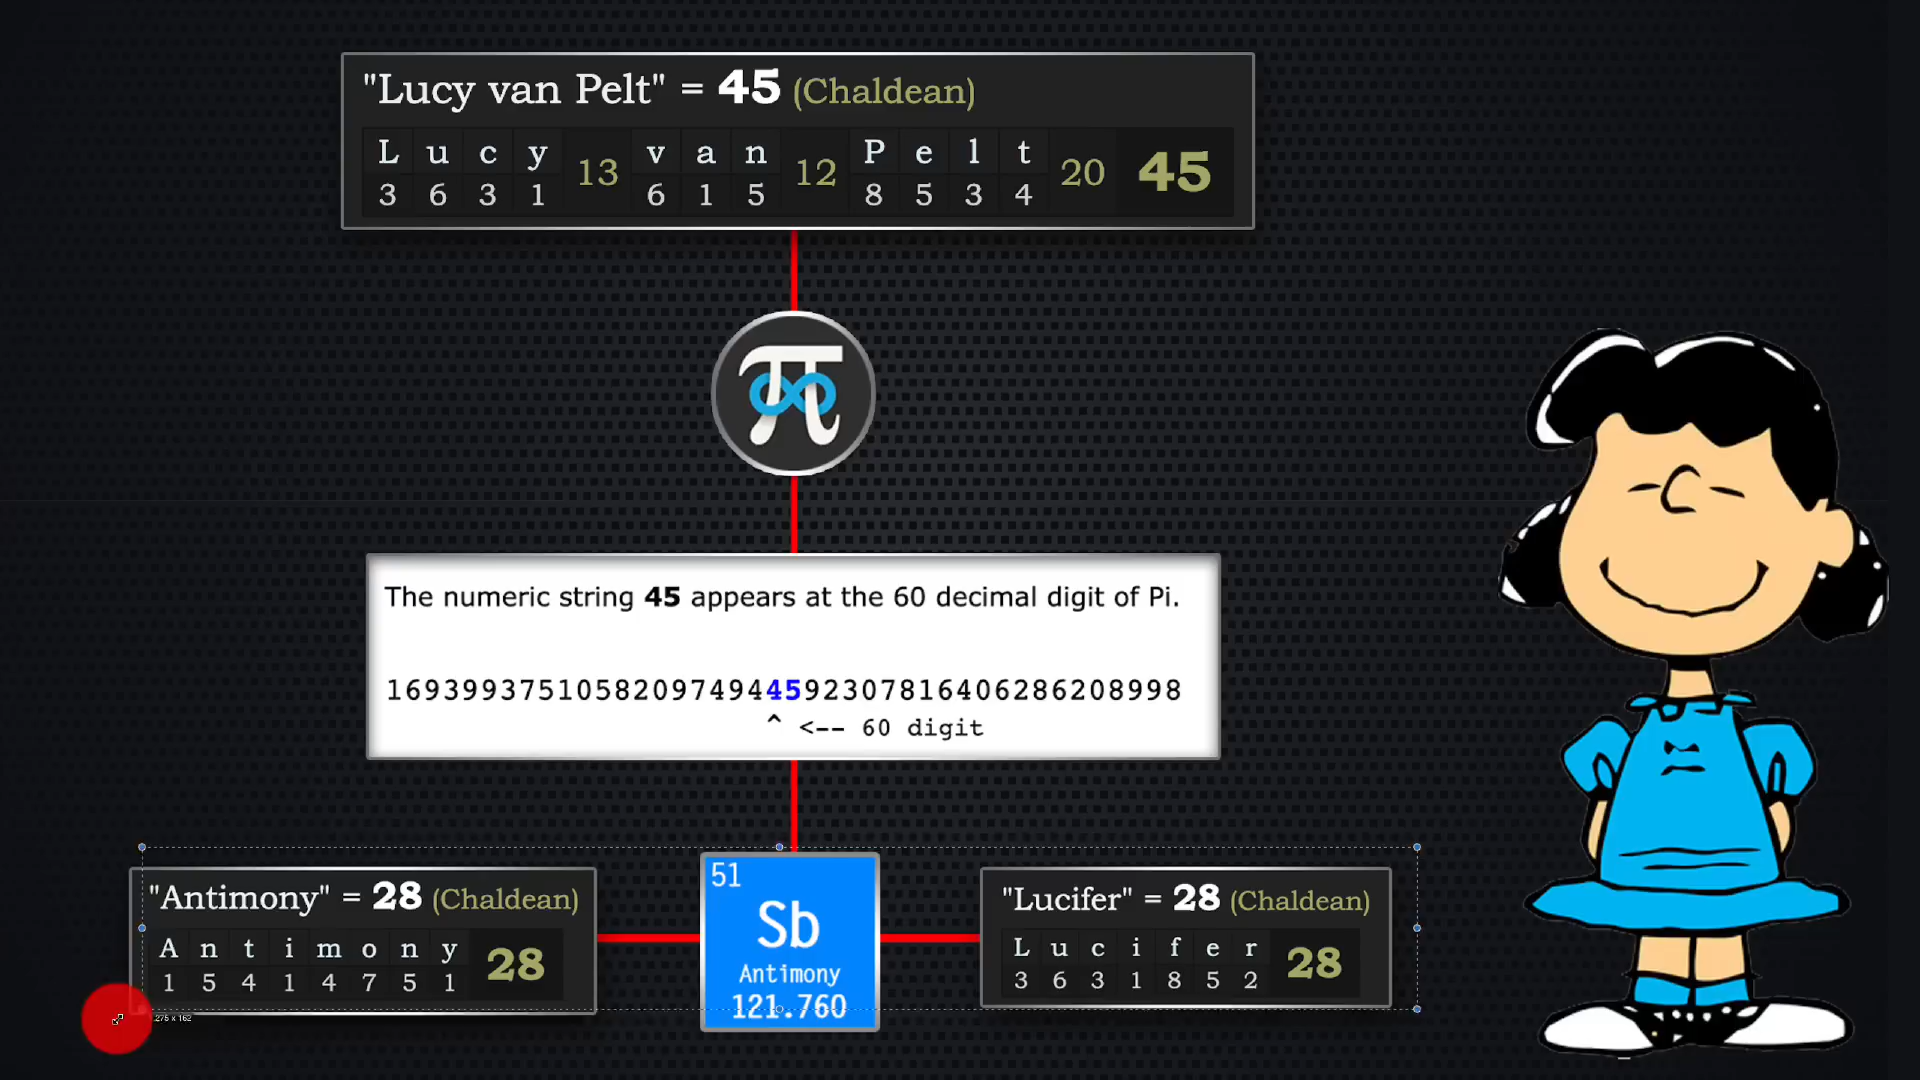 "Lucy van Pelt" = 45 (Chaldean)
L u c y 13 v a n 12 P e l t 20 45
3 6 3 1 6 1 5 8 5 3 4
π
The numeric string 45 appears at the 60 decimal digit of Pi.
169399375105820974944592307816406286208998
^ <-- 60 digit
"Antimony" = 28 (Chaldean)
A n t i m o n y 28
1 5 4 1 4 7 5 1
51
Sb
Antimony
121.760
"Lucifer" = 28 (Chaldean)
L u c i f e r 28
3 6 3 1 8 5 2
275 x 162